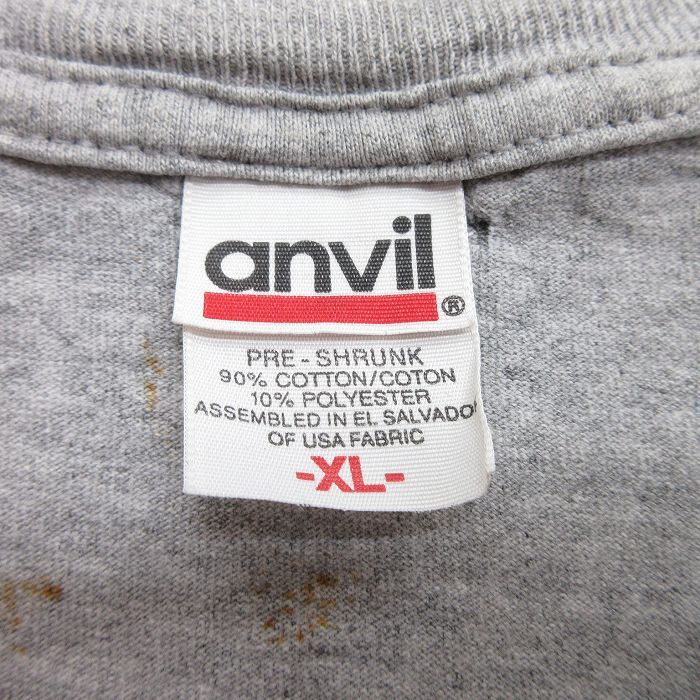 anvil®
PRE-SHRUNK
90% COTTON/COTON
10% POLYESTER
ASSEMBLED IN EL SALVADOR
OF USA FABRIC
-XL-